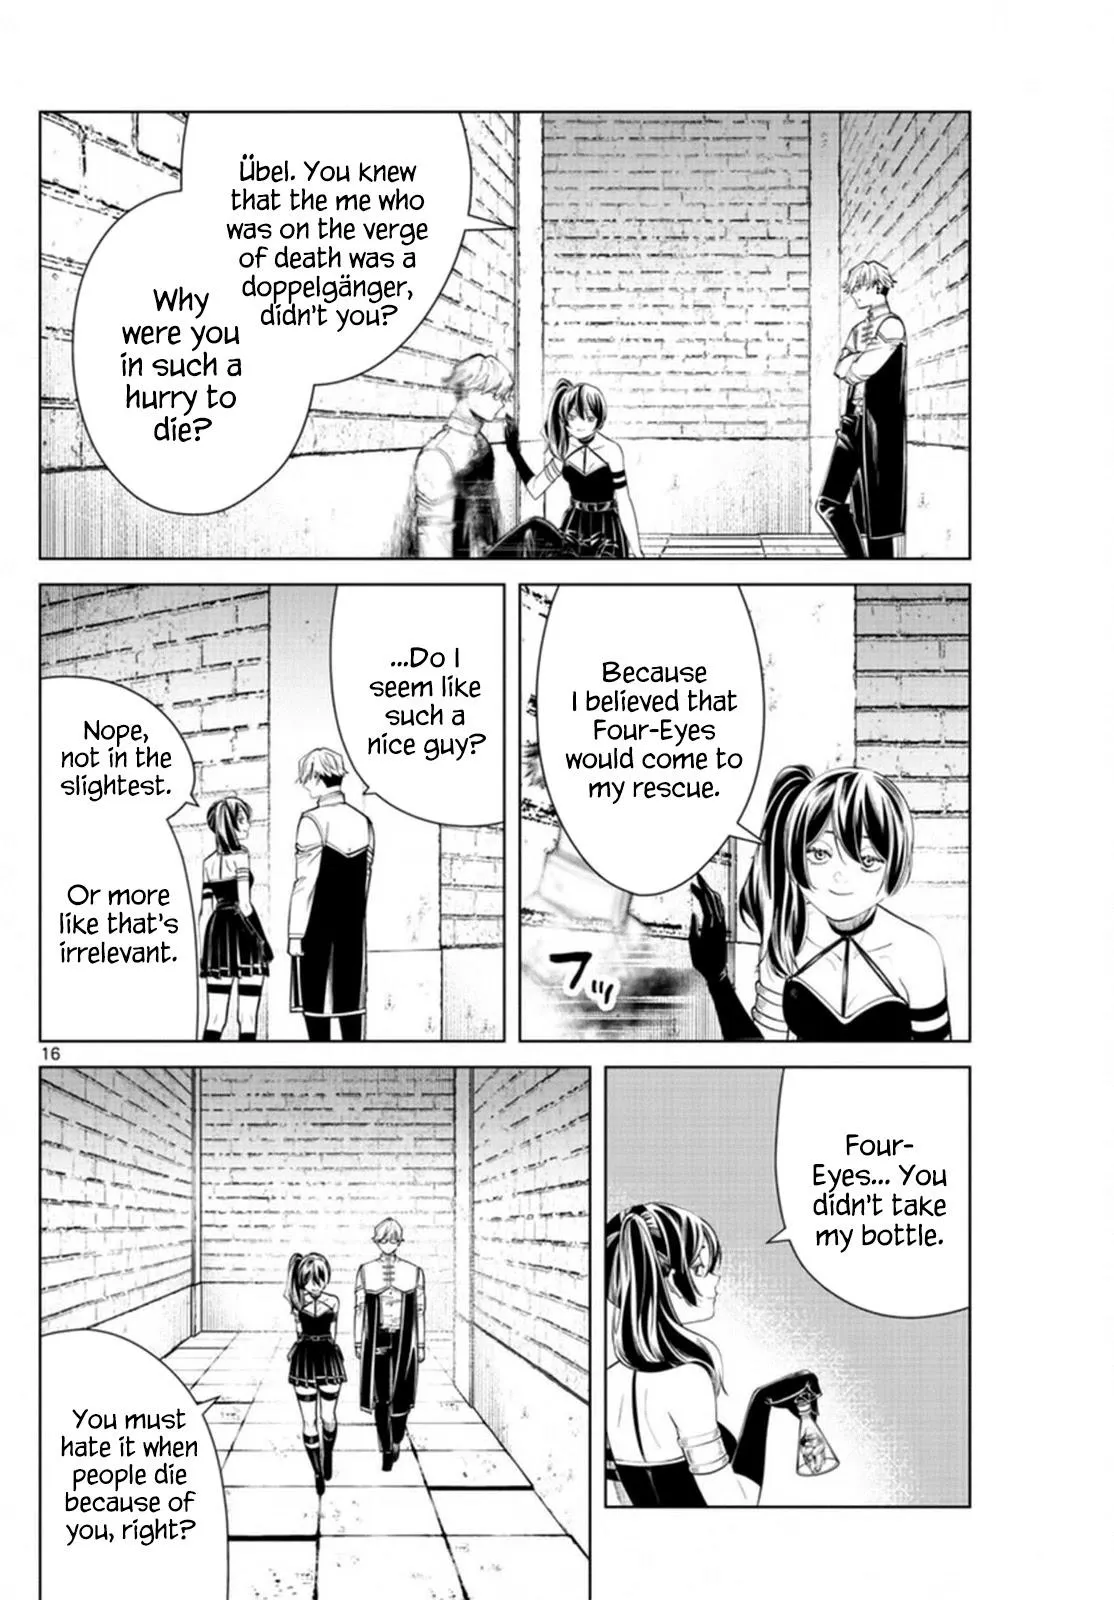 Übel. You knew
that the me who
was on the verge
of death was a
doppelgänger,
didn't you?
Why
were you
in such a
hurry to
die?
Because
I believed that
Four-Eyes
would come to
my rescue.
フッ
...Do I
seem like
such a
nice guy?
Nope,
not in the
slightest.
Or more
like that's
irrelevant.
16
Four-
Eyes... You
didn't take
my bottle.
You must
hate it when
people die
because of
you, right?